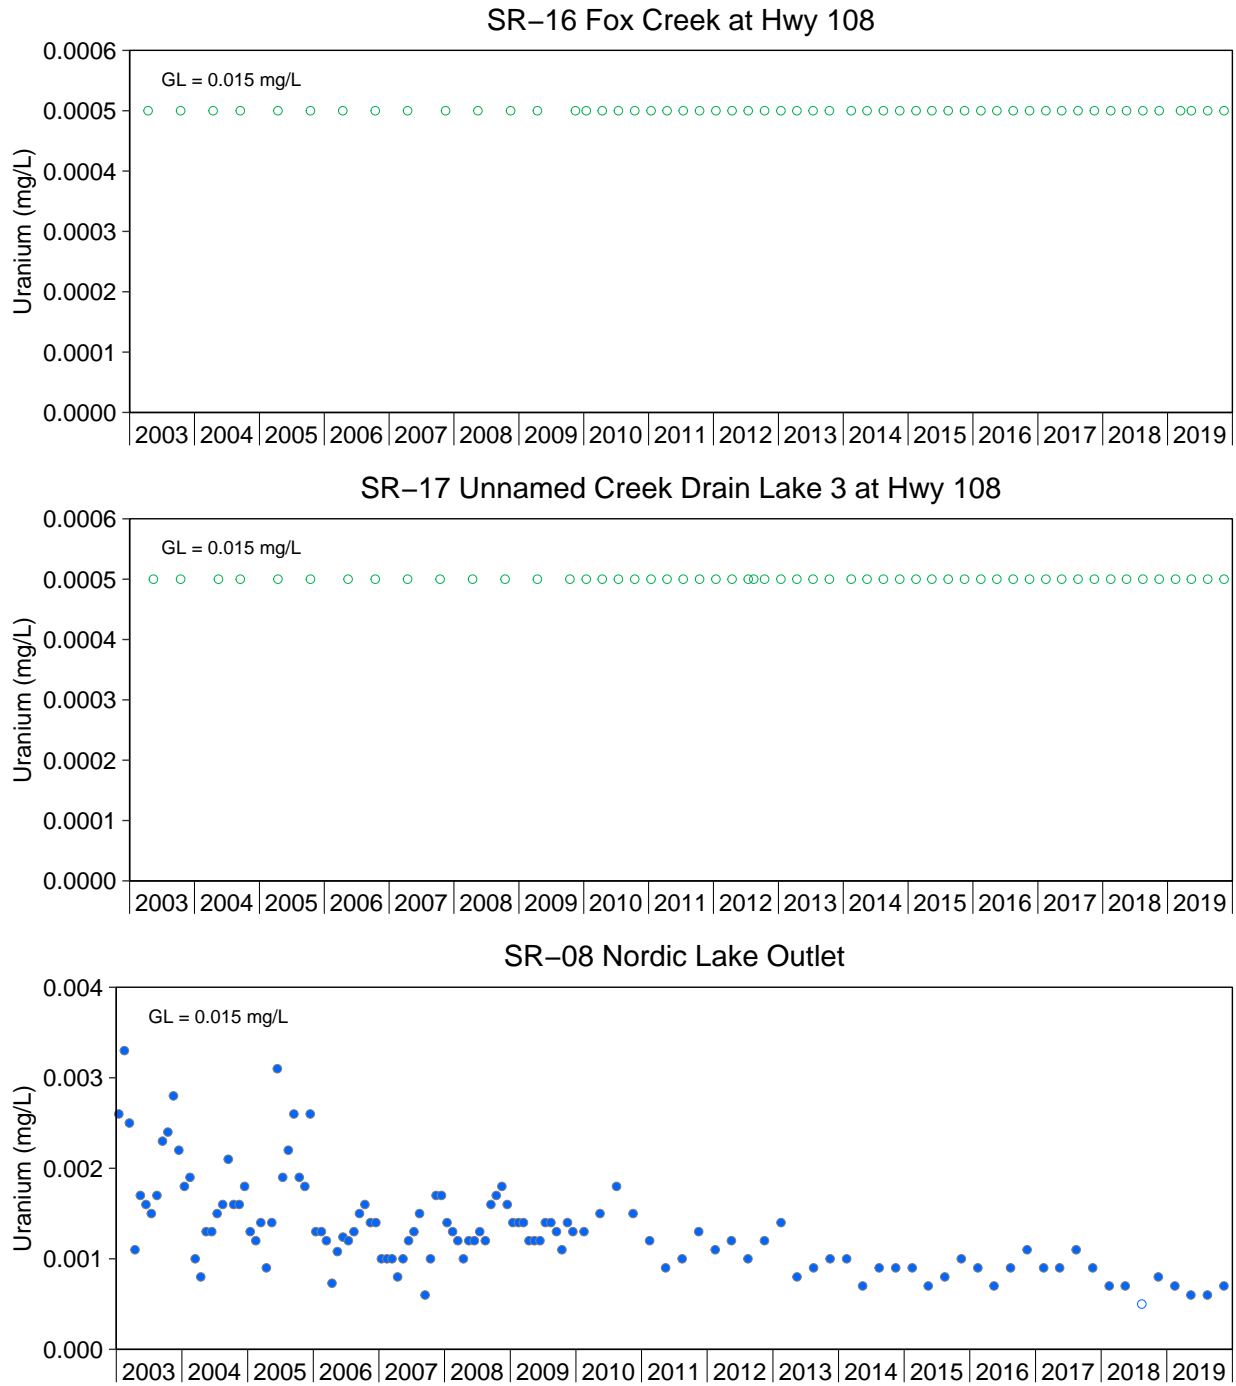 SR−16 Fox Creek at Hwy 108
GL = 0.015 mg/L
Uranium (mg/L)
0.0006
0.0005
0.0004
0.0003
0.0002
0.0001
0.0000
2003 2004 2005 2006 2007 2008 2009 2010 2011 2012 2013 2014 2015 2016 2017 2018 2019
SR−17 Unnamed Creek Drain Lake 3 at Hwy 108
GL = 0.015 mg/L
Uranium (mg/L)
0.0006
0.0005
0.0004
0.0003
0.0002
0.0001
0.0000
2003 2004 2005 2006 2007 2008 2009 2010 2011 2012 2013 2014 2015 2016 2017 2018 2019
SR−08 Nordic Lake Outlet
GL = 0.015 mg/L
Uranium (mg/L)
0.004
0.003
0.002
0.001
0.000
2003 2004 2005 2006 2007 2008 2009 2010 2011 2012 2013 2014 2015 2016 2017 2018 2019